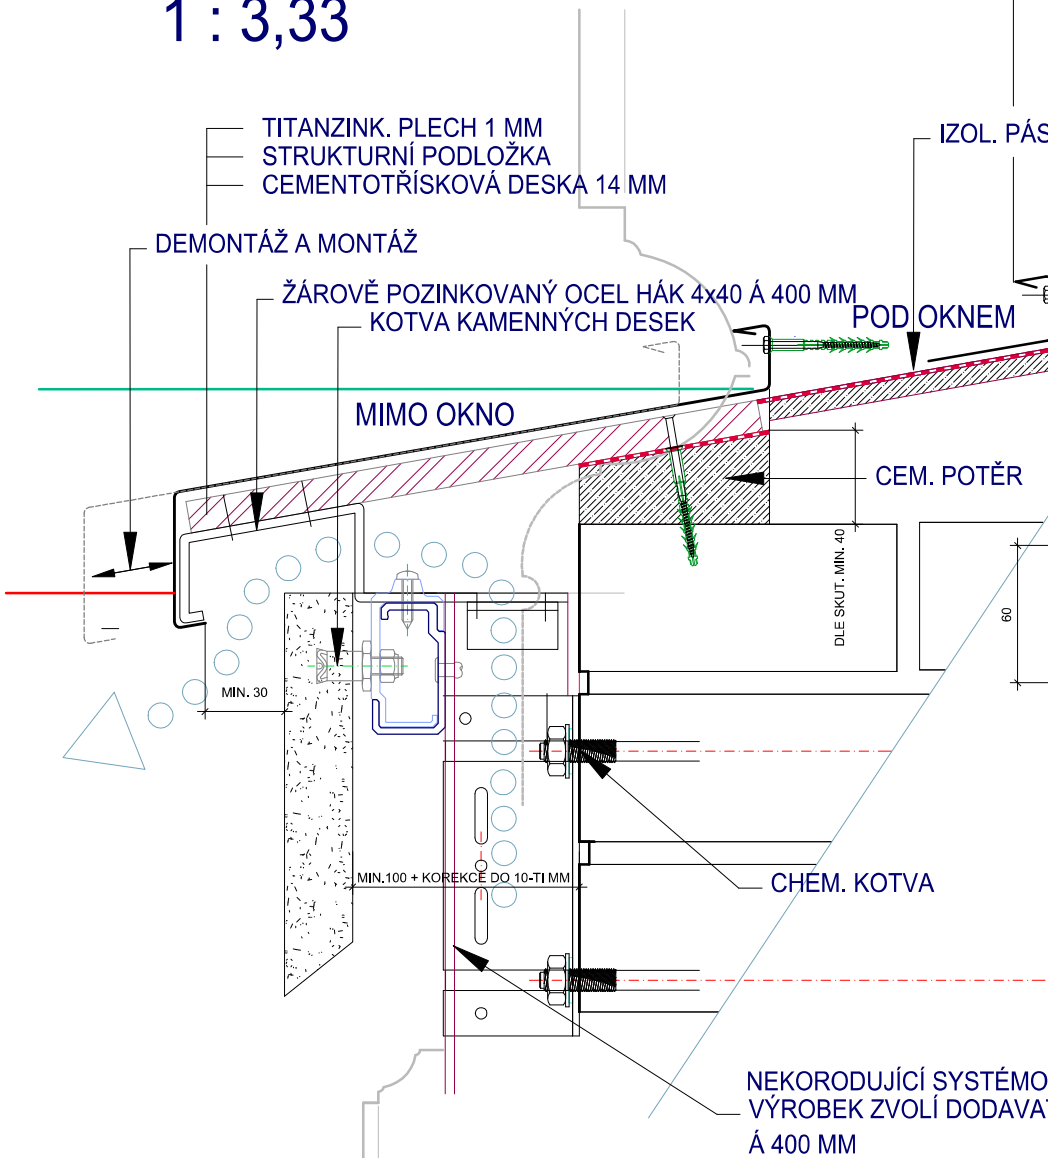 1 : 3,33
TITANZINK. PLECH 1 MM
STRUKTURNÍ PODLOŽKA
CEMENTOTŘÍSKOVÁ DESKA 14 MM
IZOL. PÁS
DEMONTÁŽ A MONTÁŽ
ŽÁROVĚ POZINKOVANÝ OCEL HÁK 4x40 Á 400 MM
KOTVA KAMENNÝCH DESEK
POD OKNEM
MIMO OKNO
CEM. POTĚR
DLE SKUT. MIN. 40
60
MIN. 30
MIN.100 + KOREKCE DO 10-TI MM
CHEM. KOTVA
NEKORODUJÍCÍ SYSTÉMO
VÝROBEK ZVOLÍ DODAVAT
Á 400 MM